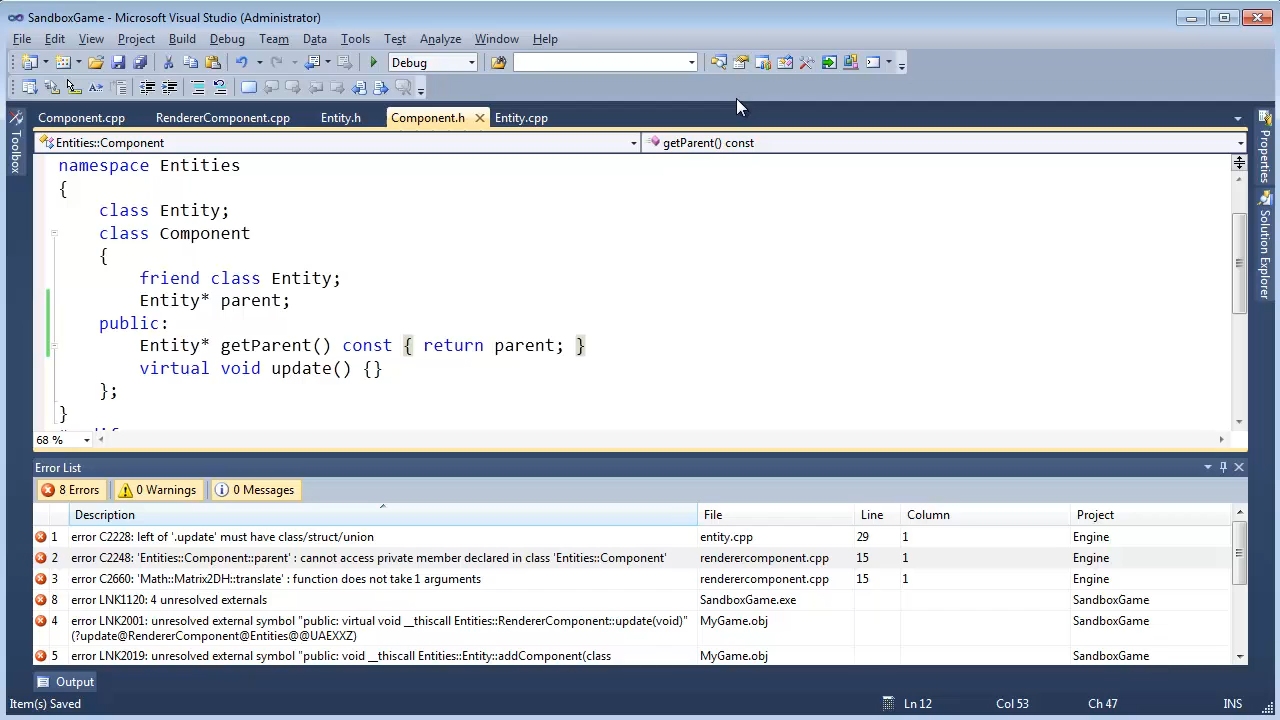 SandboxGame - Microsoft Visual Studio (Administrator)
File Edit View Project Build Debug Team Data Tools Test Analyze Window Help
Debug
Component.cpp RendererComponent.cpp Entity.h Component.h Entity.cpp
Entities::Component getParent() const
Toolbox
Properties
Solution Explorer
namespace Entities
{
class Entity;
class Component
{
friend class Entity;
Entity* parent;
public:
Entity* getParent() const { return parent; }
virtual void update() {}
};
}
68 %
Error List
8 Errors 0 Warnings 0 Messages
Description File Line Column Project
1 error C2228: left of '.update' must have class/struct/union entity.cpp 29 1 Engine
2 error C2248: 'Entities::Component::parent' : cannot access private member declared in class 'Entities::Component' renderercomponent.cpp 15 1 Engine
3 error C2660: 'Math::Matrix2DH::translate' : function does not take 1 arguments renderercomponent.cpp 15 1 Engine
8 error LNK1120: 4 unresolved externals SandboxGame.exe SandboxGame
4 error LNK2001: unresolved external symbol "public: virtual void __thiscall Entities::RendererComponent::update(void)" MyGame.obj SandboxGame
(?update@RendererComponent@Entities@@UAEXXZ)
5 error LNK2019: unresolved external symbol "public: void __thiscall Entities::Entity::addComponent(class MyGame.obj SandboxGame
Output
Item(s) Saved Ln 12 Col 53 Ch 47 INS